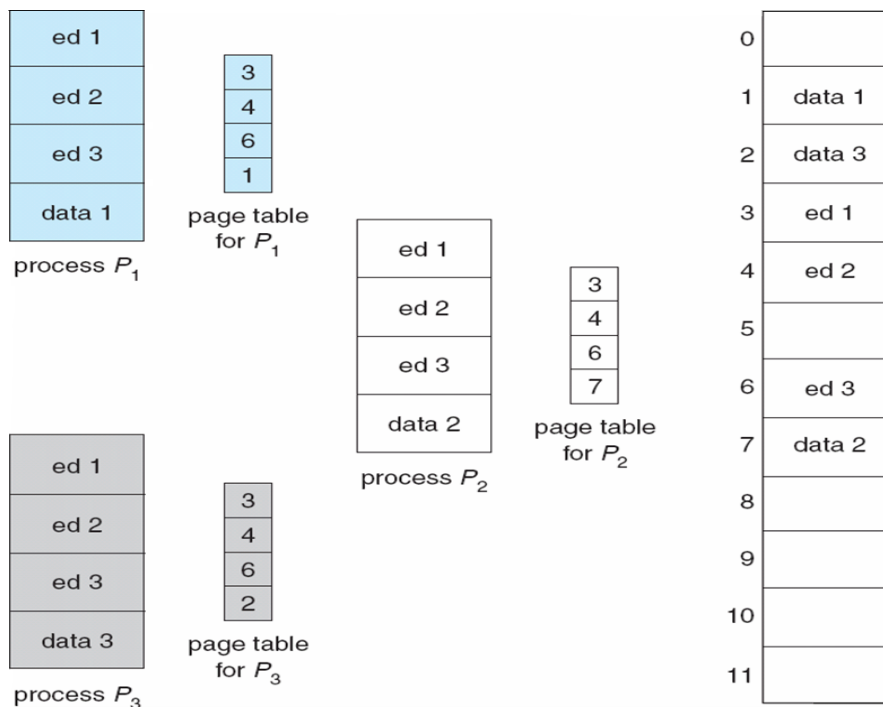 ed 1
ed 2
ed 3
data 1
process P1
3
4
6
1
page table
for P1
ed 1
ed 2
ed 3
data 2
process P2
3
4
6
7
page table
for P2
ed 1
ed 2
ed 3
data 3
process P3
3
4
6
2
page table
for P3
0
1 data 1
2 data 3
3 ed 1
4 ed 2
5
6 ed 3
7 data 2
8
9
10
11